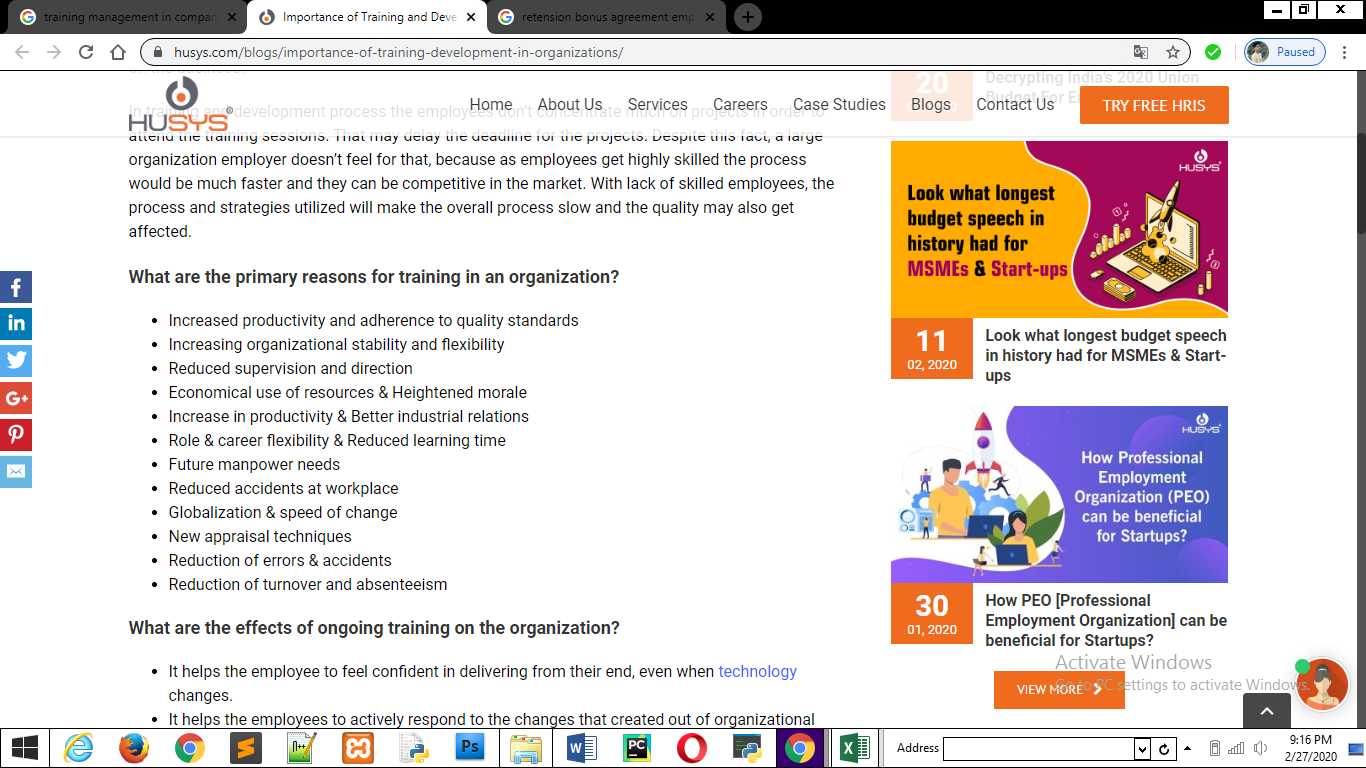 training management in compan
Importance of Training and Deve
retension bonus agreement emp
husys.com/blogs/importance-of-training-development-in-organizations/
Paused
HUSYS®
Home About Us Services Careers Case Studies Blogs Contact Us
TRY FREE HRIS
In training and development process the employees don't concentrate much on projects in order to
attend the training sessions. That may delay the deadline for the projects. Despite this fact, a large
organization employer doesn't feel for that, because as employees get highly skilled the process
would be much faster and they can be competitive in the market. With lack of skilled employees, the
process and strategies utilized will make the overall process slow and the quality may also get
affected.
What are the primary reasons for training in an organization?
• Increased productivity and adherence to quality standards
• Increasing organizational stability and flexibility
• Reduced supervision and direction
• Economical use of resources & Heightened morale
• Increase in productivity & Better industrial relations
• Role & career flexibility & Reduced learning time
• Future manpower needs
• Reduced accidents at workplace
• Globalization & speed of change
• New appraisal techniques
• Reduction of errors & accidents
• Reduction of turnover and absenteeism
What are the effects of ongoing training on the organization?
• It helps the employee to feel confident in delivering from their end, even when technology
changes.
• It helps the employees to actively respond to the changes that created out of organizational
20
Decrypting India's 2020 Union
Budget For
HUSYS
Look what longest
budget speech in
history had for
MSMEs & Start-ups
11
02, 2020
Look what longest budget speech
in history had for MSMEs & Start-
ups
HUSYS
How Professional
Employment
Organization (PEO)
can be beneficial
for Startups?
30
01, 2020
How PEO [Professional
Employment Organization] can be
beneficial for Startups?
VIEW MORE
Activate Windows
Go to PC settings to activate Windows.
Address
9:16 PM
2/27/2020